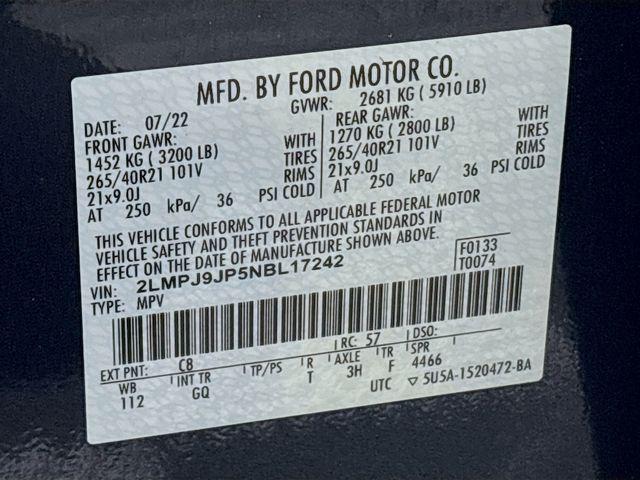 MFD. BY FORD MOTOR CO.
DATE: 07/22 GVWR: 2681 KG ( 5910 LB)
FRONT GAWR: REAR GAWR:
1452 KG ( 3200 LB) WITH 1270 KG ( 2800 LB) WITH
265/40R21 101V TIRES 265/40R21 101V TIRES
21x9.0J RIMS 21x9.0J RIMS
AT 250 kPa/ 36 PSI COLD AT 250 kPa/ 36 PSI COLD
THIS VEHICLE CONFORMS TO ALL APPLICABLE FEDERAL MOTOR
VEHICLE SAFETY AND THEFT PREVENTION STANDARDS IN
EFFECT ON THE DATE OF MANUFACTURE SHOWN ABOVE.
VIN: 2LMPJ9JP5NBL17242 F0133
TYPE: MPV T0074
EXT PNT: C8 RC: 57 DSO:
WB INT TR TP/PS R AXLE TR SPR
112 GQ T 3H F 4466
UTC ▽ 5U5A-1520472-BA